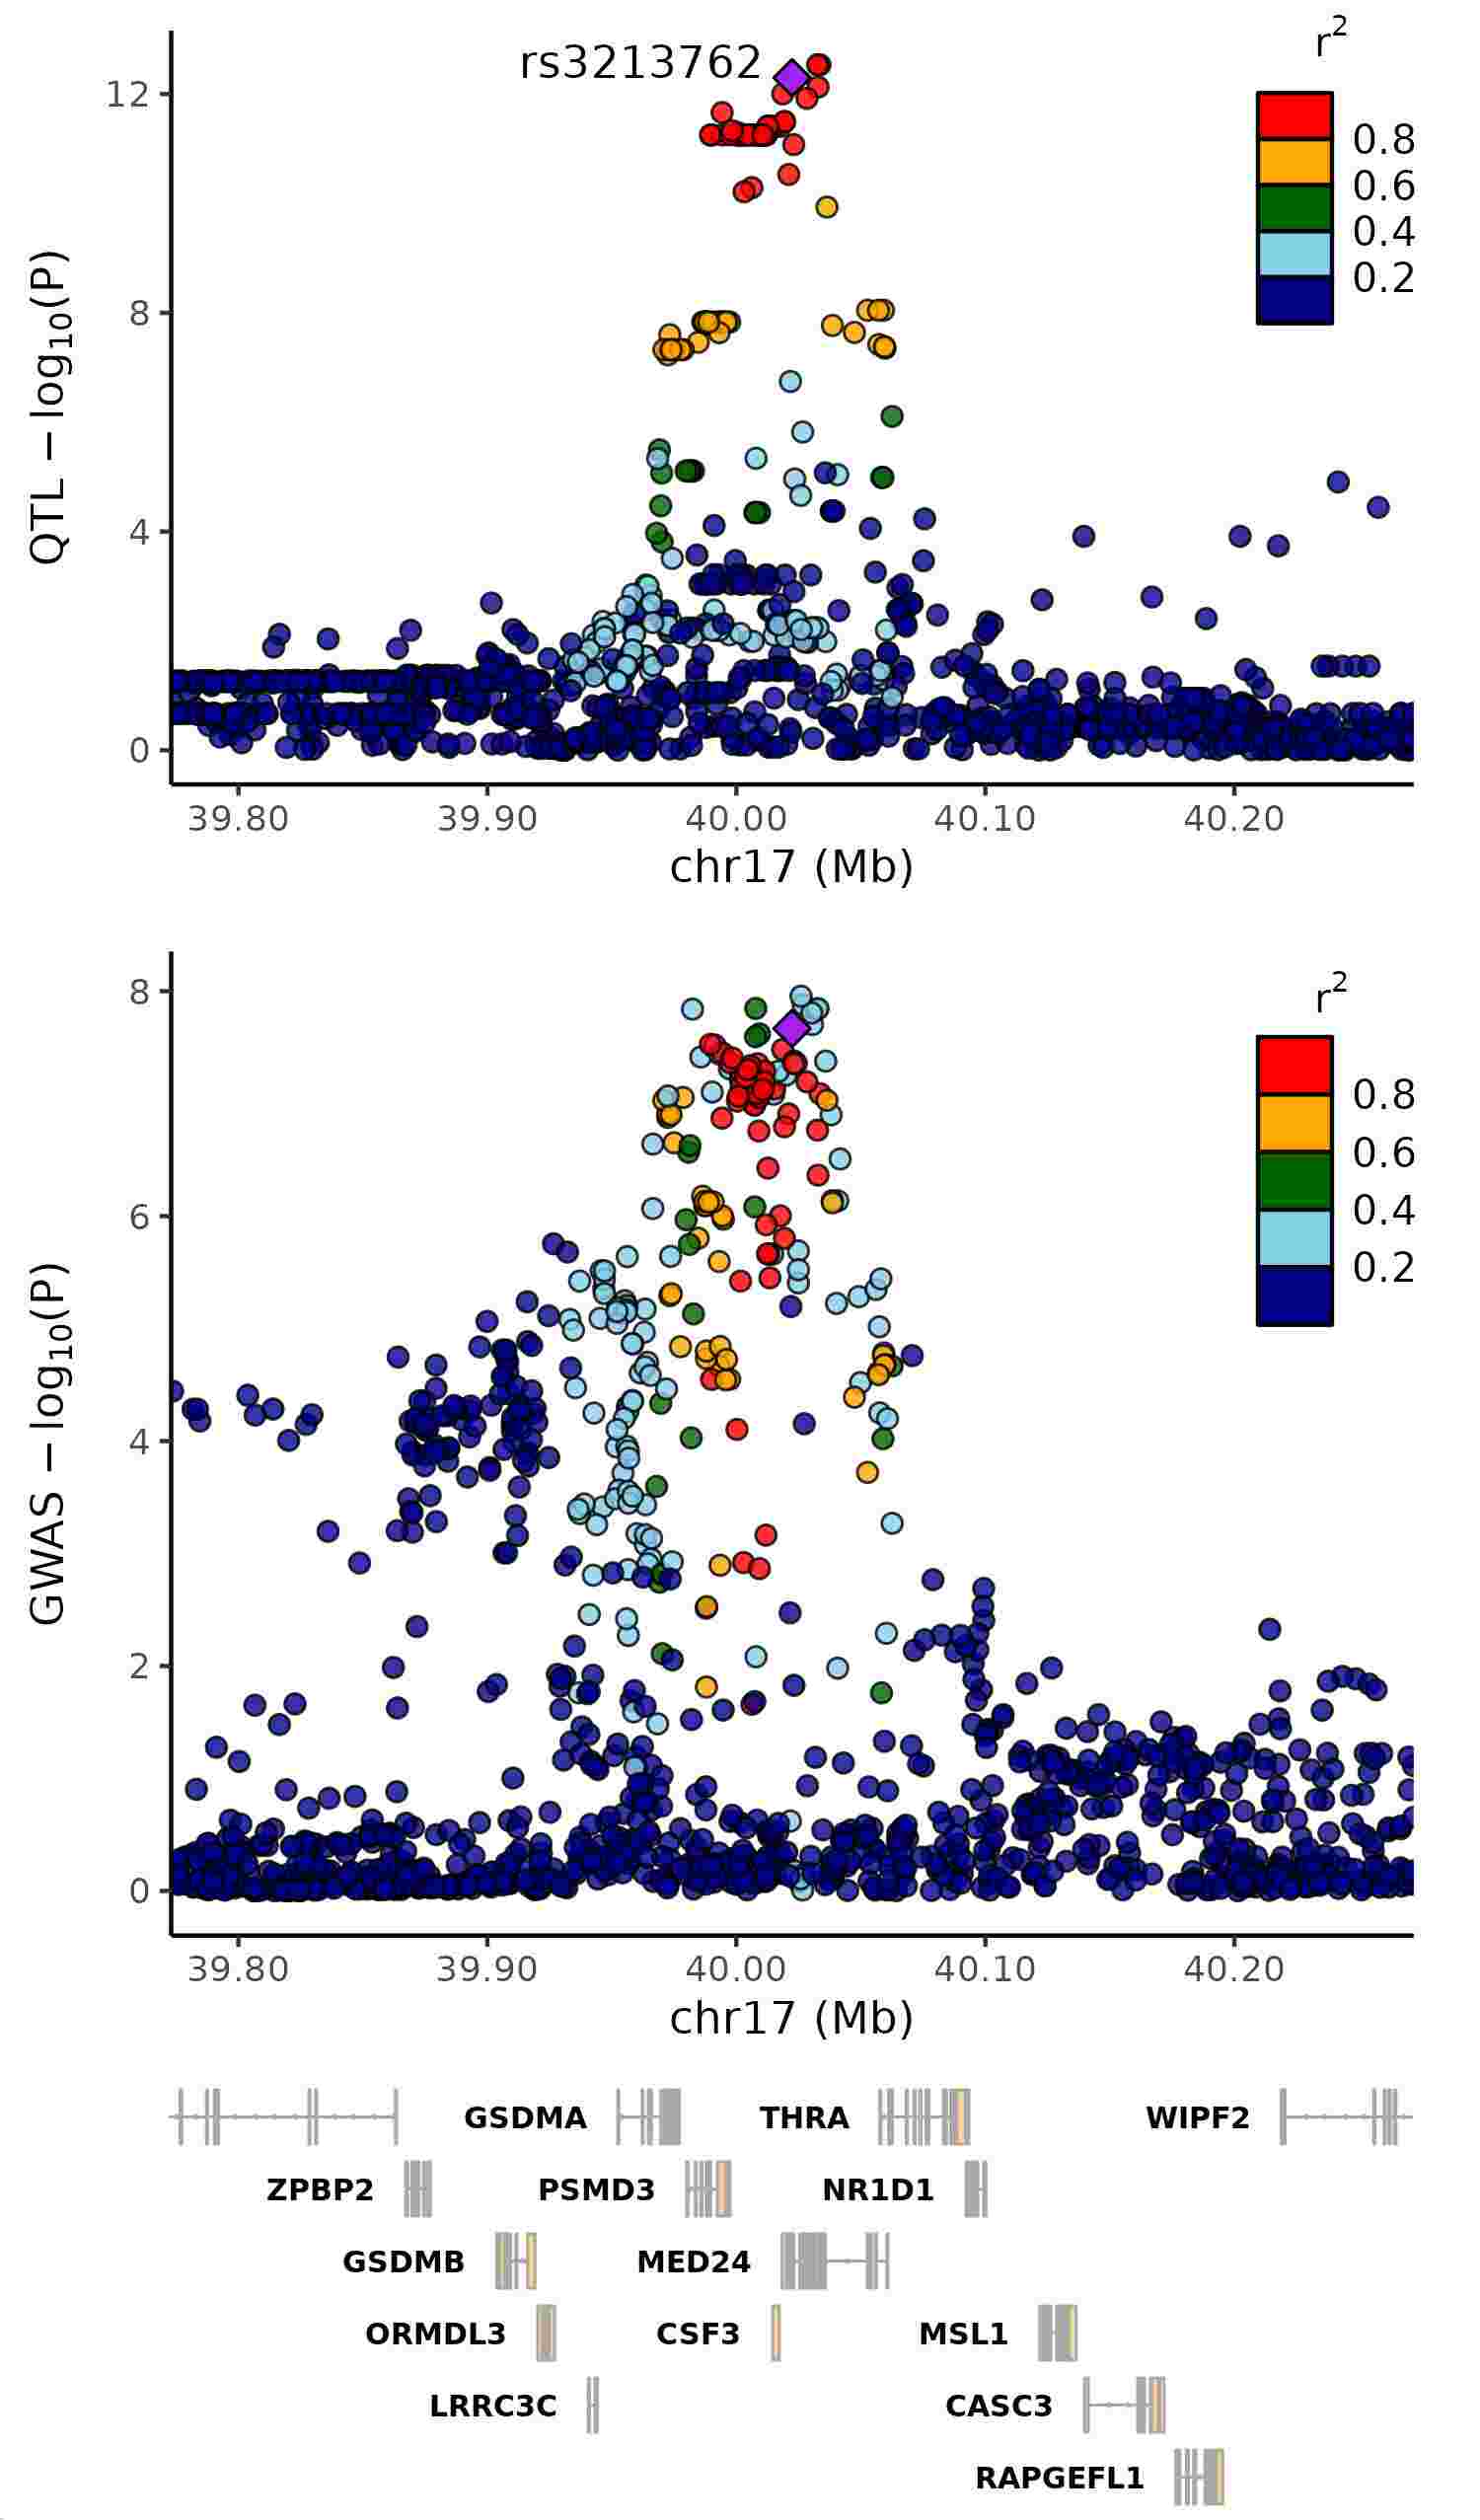 rs3213762
r²
12
8
4
0
0.8
0.6
0.4
0.2
QTL −log₁₀(P)
39.80 39.90 40.00 40.10 40.20
chr17 (Mb)
r²
8
6
4
2
0
0.8
0.6
0.4
0.2
GWAS −log₁₀(P)
39.80 39.90 40.00 40.10 40.20
chr17 (Mb)
GSDMA THRA WIPF2
ZPBP2 PSMD3 NR1D1
GSDMB MED24
ORMDL3 CSF3 MSL1
LRRC3C CASC3
RAPGEFL1